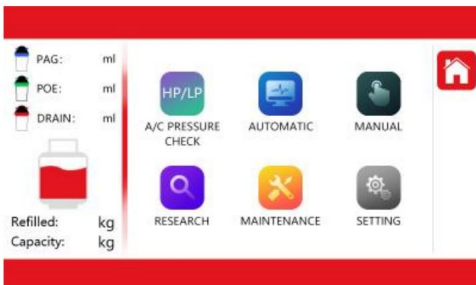 PAG: ml
POE: ml
DRAIN: ml
Refilled: kg
Capacity: kg
HP/LP
A/C PRESSURE
CHECK
AUTOMATIC
MANUAL
RESEARCH
MAINTENANCE
SETTING